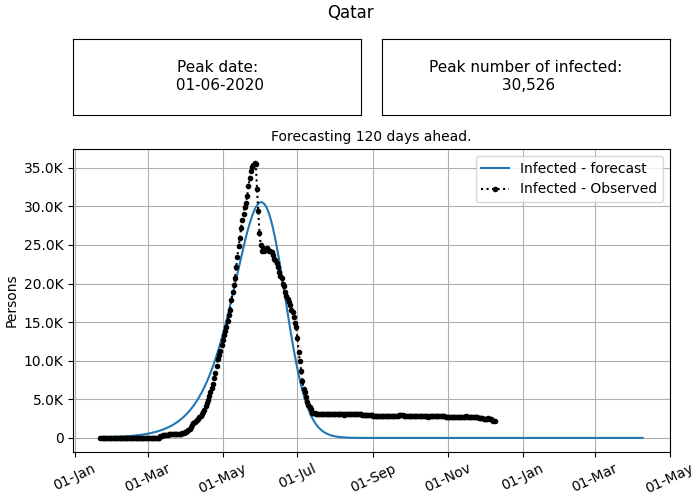 Qatar
Peak date:
01-06-2020
Peak number of infected:
30,526
Forecasting 120 days ahead.
Infected - forecast
Infected - Observed
Persons
35.0K
30.0K
25.0K
20.0K
15.0K
10.0K
5.0K
0
01-Jan
01-Mar
01-May
01-Jul
01-Sep
01-Nov
01-Jan
01-Mar
01-May